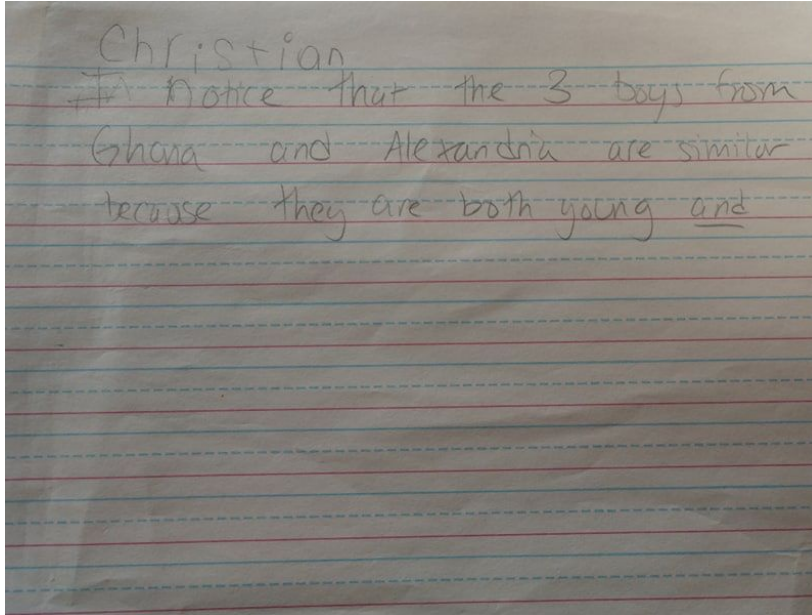 Christian
I notice that the 3 boys from
Ghana and Alexandria are similar
because they are both young and